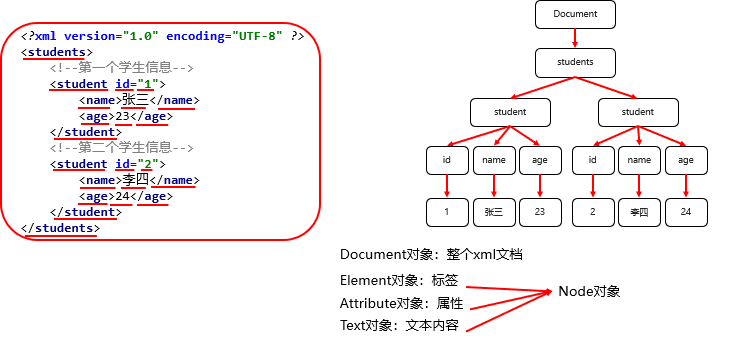 <?xml version="1.0" encoding="UTF-8" ?>
<students>
<!--第一个学生信息-->
<student id="1">
<name>张三</name>
<age>23</age>
</student>
<!--第二个学生信息-->
<student id="2">
<name>李四</name>
<age>24</age>
</student>
</students>
Document
students
student student
id name age id name age
1 张三 23 2 李四 24
Document对象：整个xml文档
Element对象：标签
Attribute对象：属性
Text对象：文本内容
Node对象